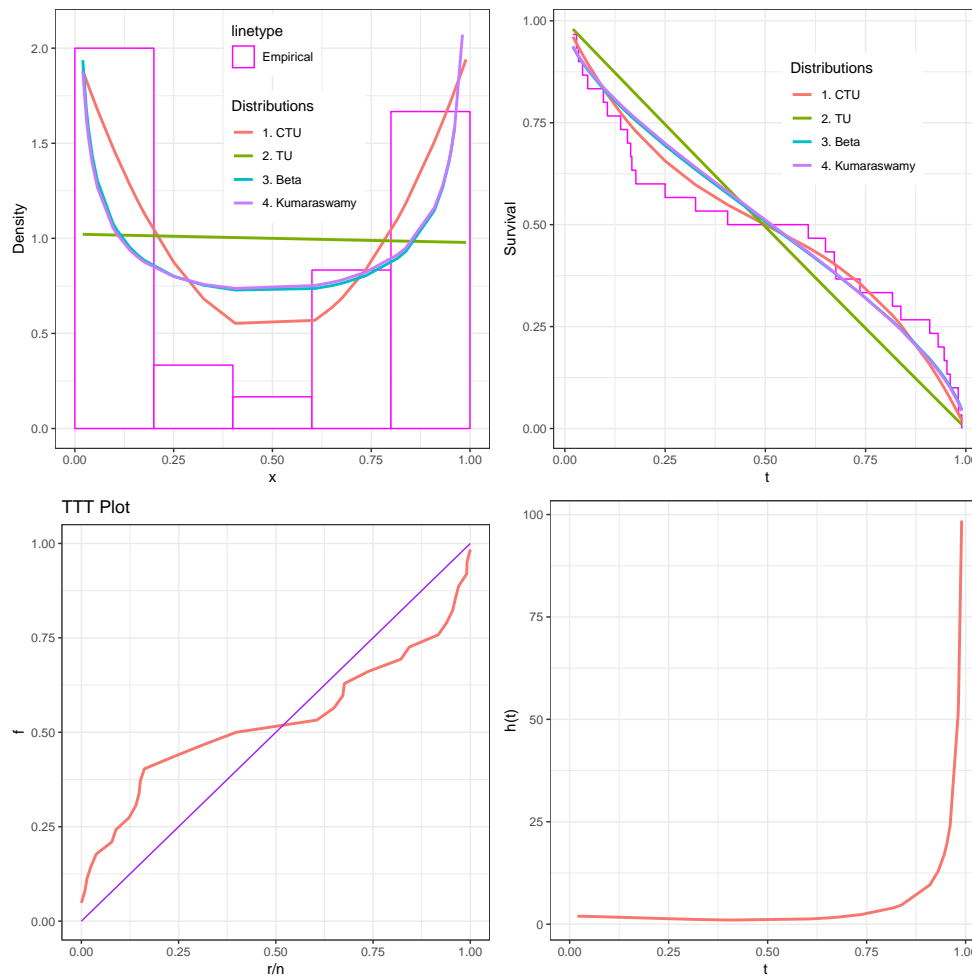 linetype
Empirical
Distributions
1. CTU
2. TU
3. Beta
4. Kumaraswamy
Density
2.0
1.5
1.0
0.5
0.0
0.00
0.25
0.50
0.75
1.00
x
Distributions
1. CTU
2. TU
3. Beta
4. Kumaraswamy
Survival
1.00
0.75
0.50
0.25
0.00
0.00
0.25
0.50
0.75
1.00
t
TTT Plot
f
1.00
0.75
0.50
0.25
0.00
0.00
0.25
0.50
0.75
1.00
r/n
h(t)
100
75
50
25
0
0.00
0.25
0.50
0.75
1.00
t